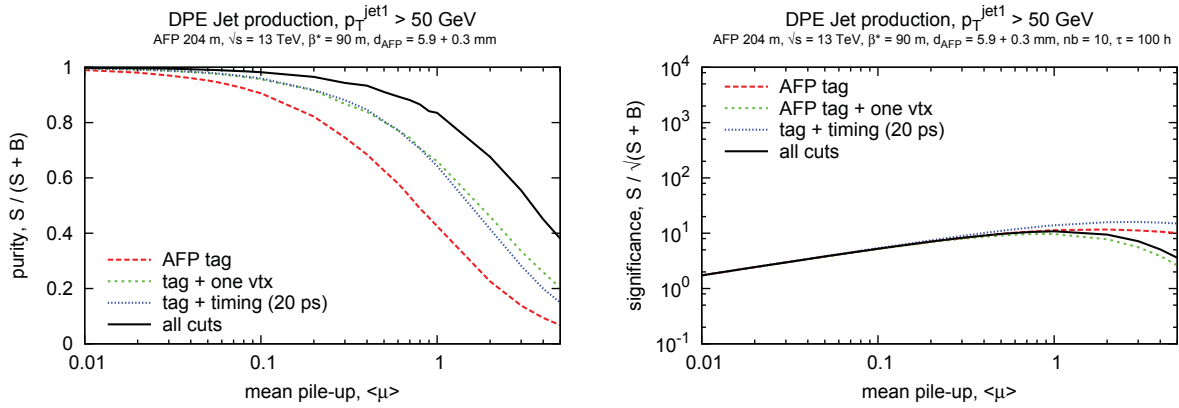 DPE Jet production, p_T^jet1 > 50 GeV
AFP 204 m, √s = 13 TeV, β* = 90 m, d_AFP = 5.9 + 0.3 mm
purity, S / (S + B)
1
0.8
0.6
0.4
0.2
0
AFP tag
tag + one vtx
tag + timing (20 ps)
all cuts
0.01
0.1
1
mean pile-up, <μ>
DPE Jet production, p_T^jet1 > 50 GeV
AFP 204 m, √s = 13 TeV, β* = 90 m, d_AFP = 5.9 + 0.3 mm, nb = 10, τ = 100 h
significance, S / √(S + B)
10^4
10^3
10^2
10^1
10^0
10^-1
AFP tag
AFP tag + one vtx
tag + timing (20 ps)
all cuts
0.01
0.1
1
mean pile-up, <μ>